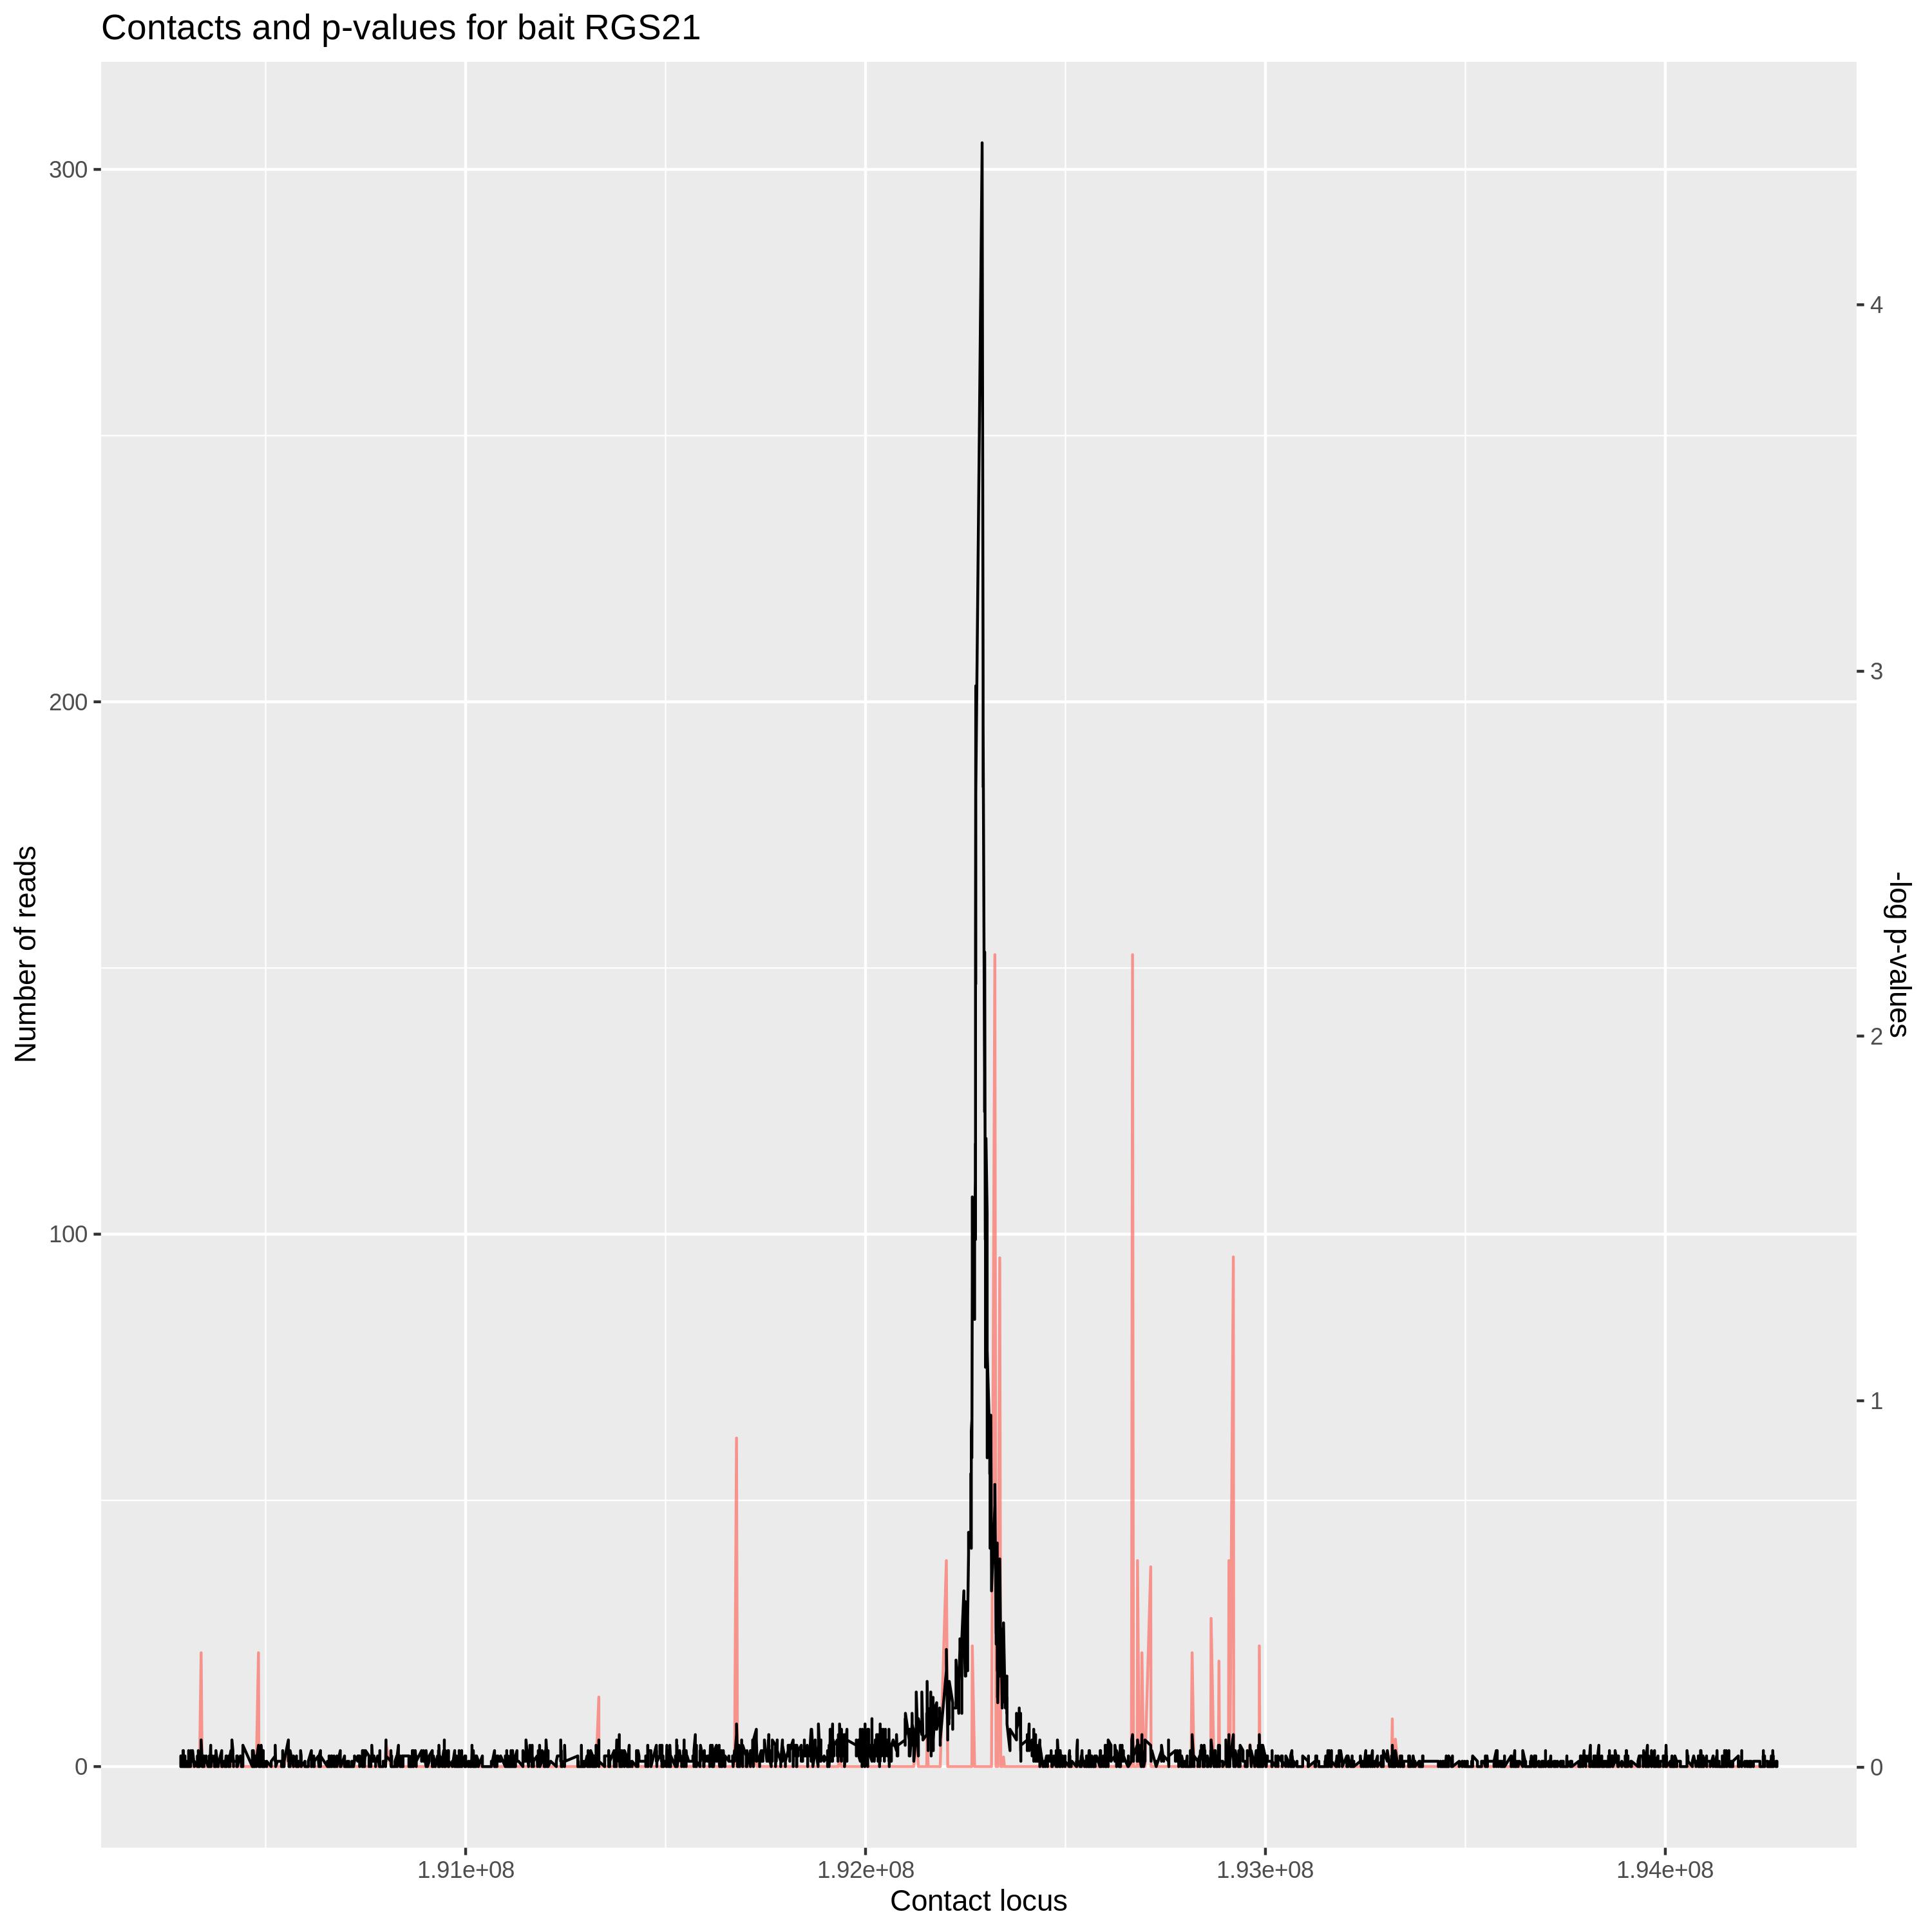 Contacts and p-values for bait RGS21
300
200
100
0
Number of reads
4
3
2
1
0
-log p-values
1.91e+08 1.92e+08 1.93e+08 1.94e+08
Contact locus